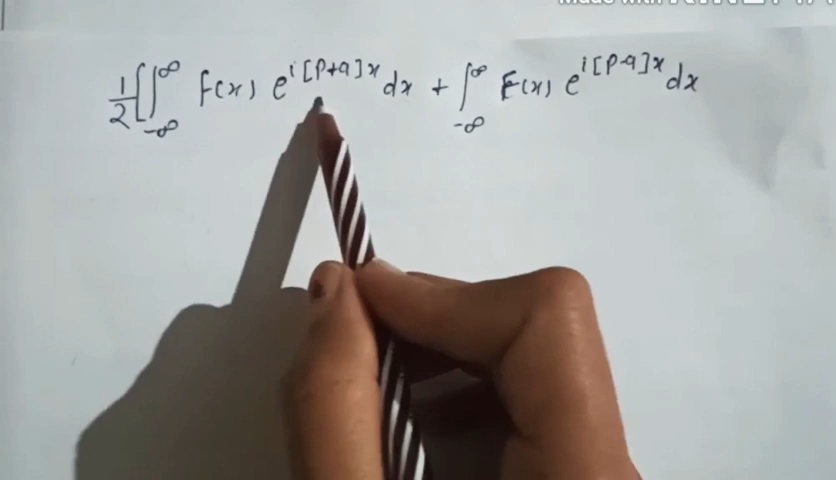 1/2 [∫_{-∞}^{∞} F(x) e^{i[p+a]x} dx + ∫_{-∞}^{∞} F(x) e^{i[p-a]x} dx